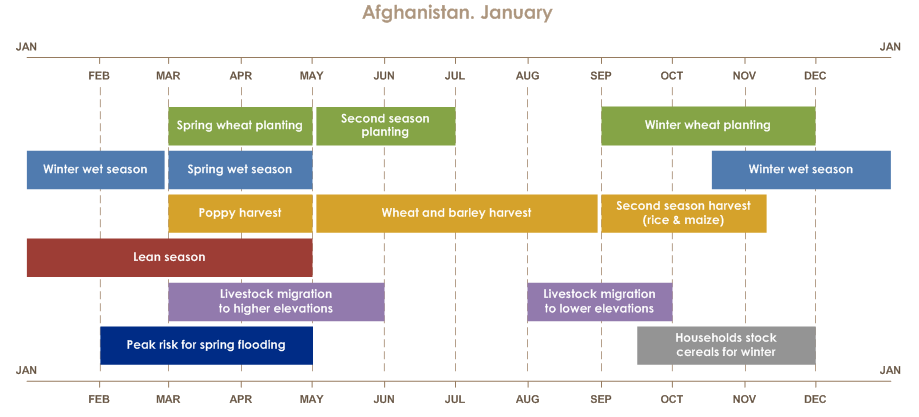 Afghanistan. January
JAN JAN
FEB MAR APR MAY JUN JUL AUG SEP OCT NOV DEC
Spring wheat planting
Second season
planting
Winter wheat planting
Winter wet season
Spring wet season
Winter wet season
Poppy harvest
Wheat and barley harvest
Second season harvest
(rice & maize)
Lean season
Livestock migration
to higher elevations
Livestock migration
to lower elevations
Peak risk for spring flooding
Households stock
cereals for winter
JAN JAN
FEB MAR APR MAY JUN JUL AUG SEP OCT NOV DEC